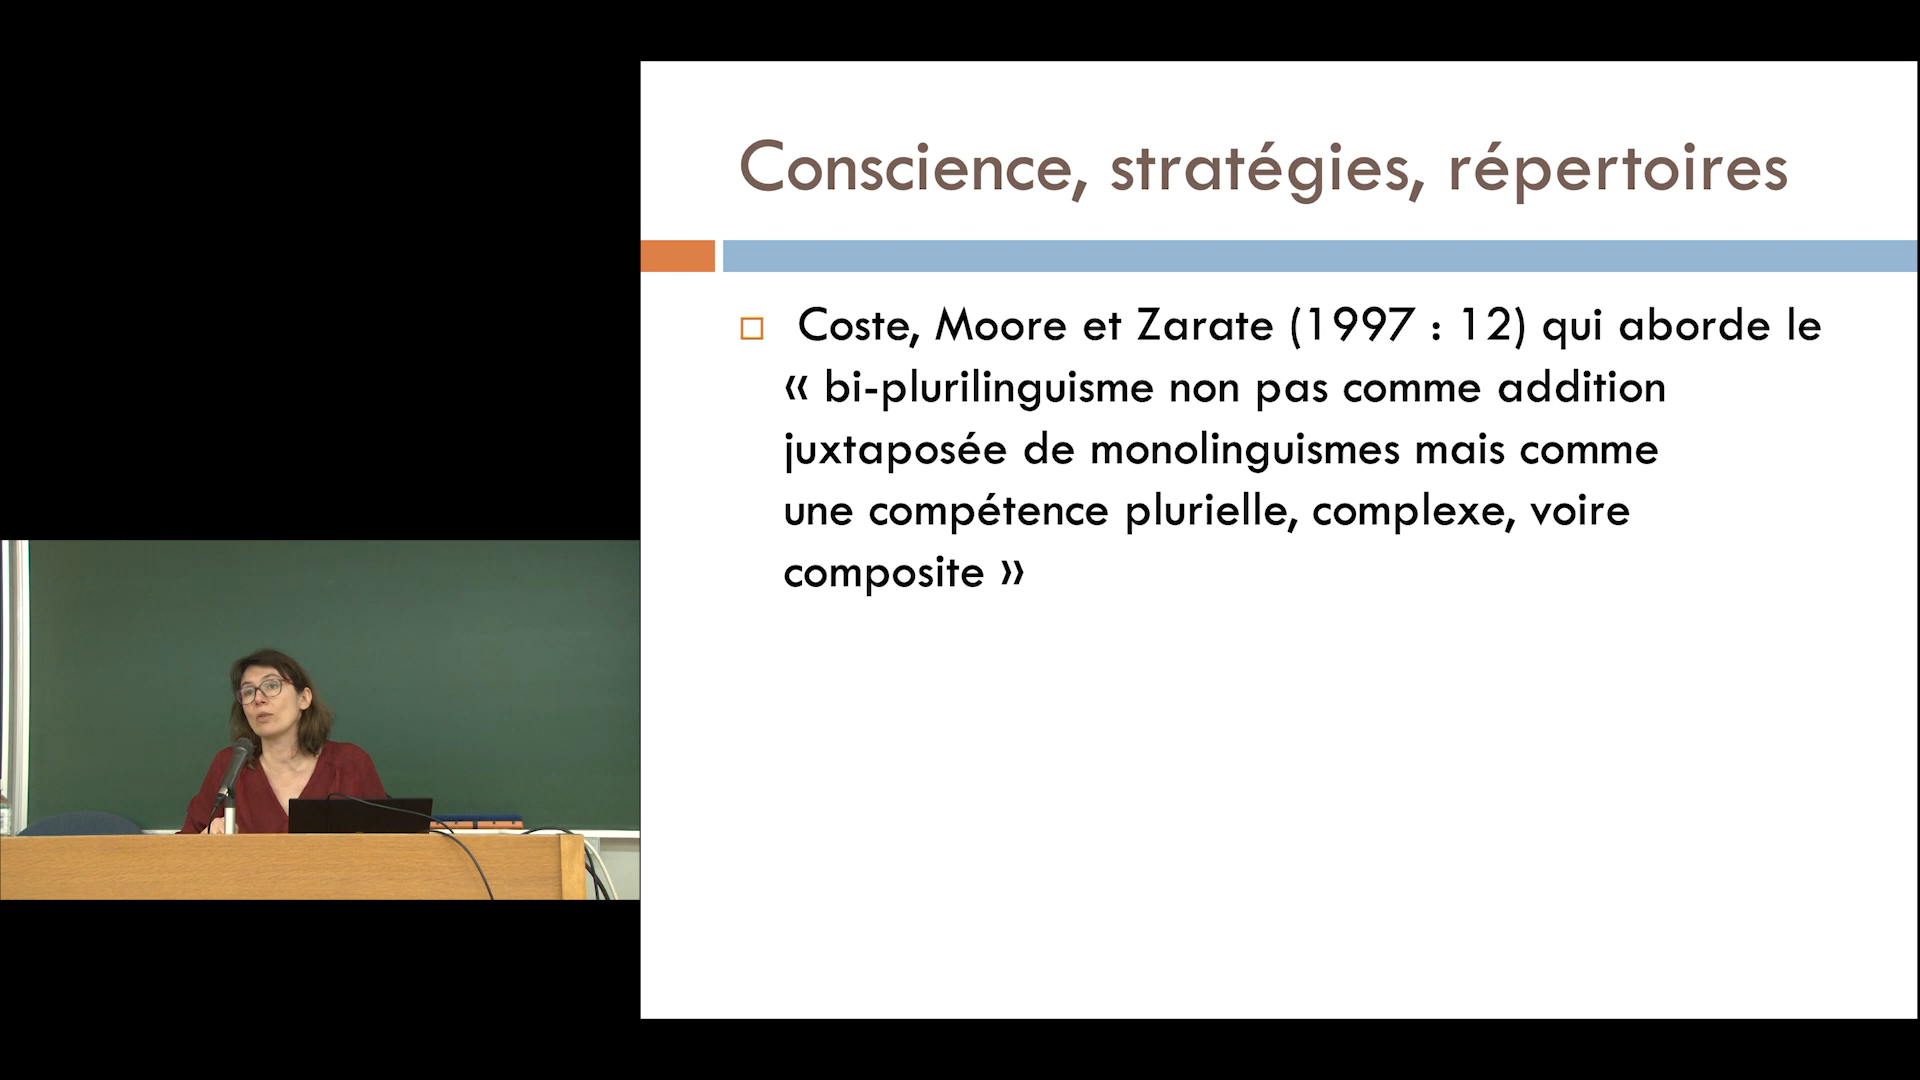 Conscience, stratégies, répertoires
Coste, Moore et Zarate (1997 : 12) qui aborde le
« bi-plurilinguisme non pas comme addition
juxtaposée de monolinguismes mais comme
une compétence plurielle, complexe, voire
composite »